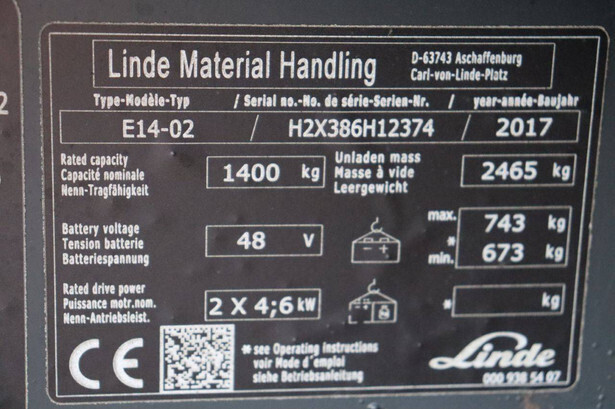 Linde Material Handling D-63743 Aschaffenburg
Carl-von-Linde-Platz
Type-Modèle-Typ / Serial no.-No. de série-Serien-Nr. / year-année-Baujahr
E14-02 / H2X386H12374 / 2017
Rated capacity
Capacité nominale
Nenn-Tragfähigkeit
1400 kg
Unladen mass
Masse à vide
Leergewicht
2465 kg
Battery voltage
Tension batterie
Batteriespannung
48 V
max. 743 kg
*
min. 673 kg
Rated drive power
Puissance motr.nom.
Nenn-Antriebsleist.
2 X 4;6 kW
* kg
CE
* see Operating instructions
voir Mode d'emploi
siehe Betriebsanleitung
Linde
000 938 54 07
2